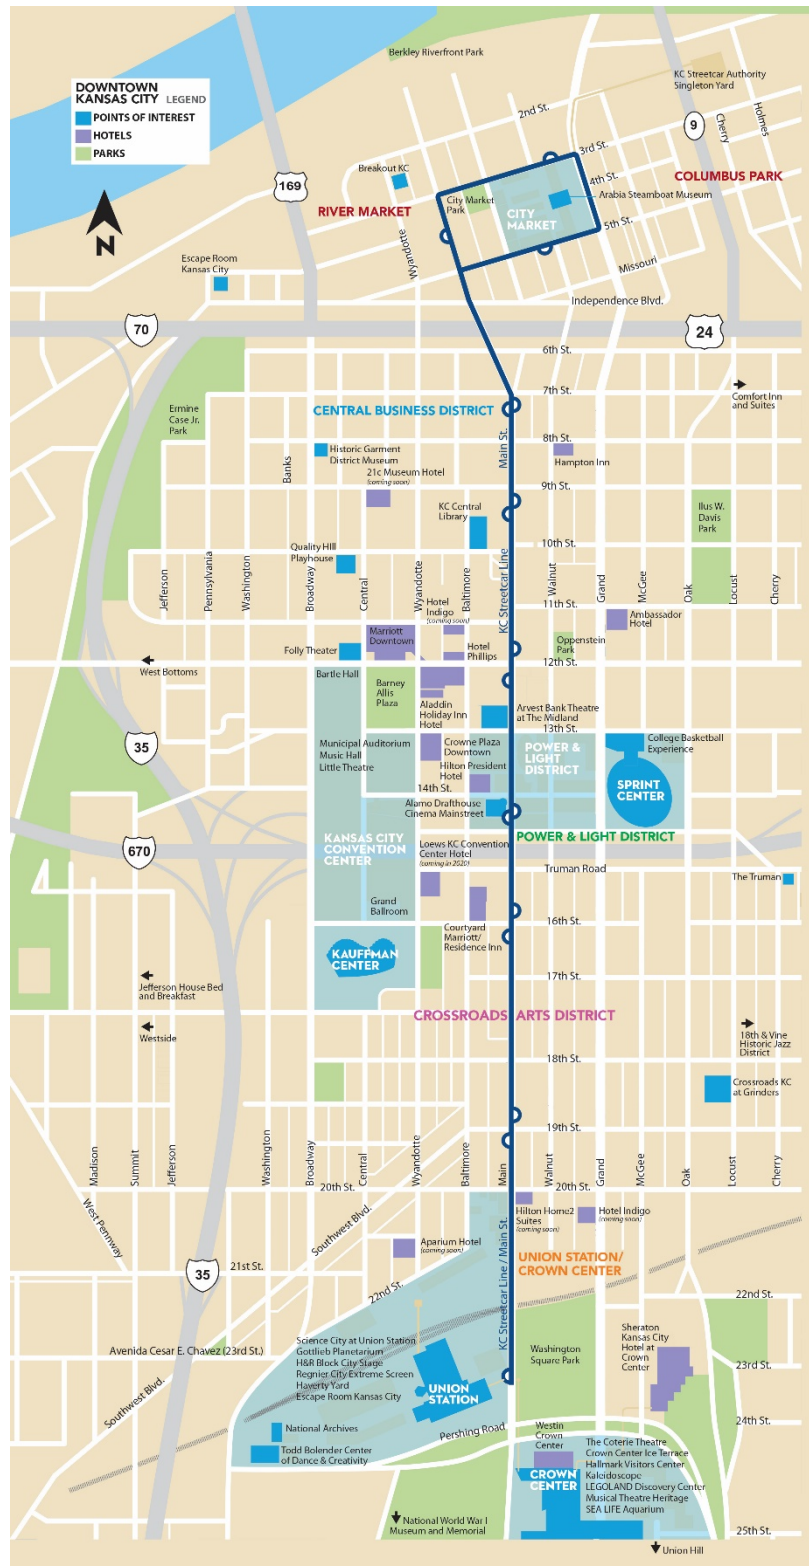 Berkley Riverfront Park
KC Streetcar Authority
Singleton Yard
DOWNTOWN
KANSAS CITY LEGEND
POINTS OF INTEREST
HOTELS
PARKS
2nd St.
9
Cherry
Holmes
3rd St.
Breakout KC
169
4th St.
COLUMBUS PARK
RIVER MARKET
City Market
Park
CITY
MARKET
Arabia Steamboat Museum
5th St.
N
Wyandotte
Missouri
Escape Room
Kansas City
Independence Blvd.
70
24
6th St.
7th St.
Comfort Inn
and Suites
Ermine
Case Jr.
Park
CENTRAL BUSINESS DISTRICT
Main St.
8th St.
Historic Garment
District Museum
Hampton Inn
Banks
21c Museum Hotel
(coming soon)
9th St.
KC Central
Library
Ilus W.
Davis
Park
10th St.
Quality Hill
Playhouse
KC Streetcar Line
Jefferson
Pennsylvania
Washington
Broadway
Central
Wyandotte
Baltimore
Walnut
Grand
McGee
Oak
Locust
Cherry
Hotel
Indigo
(coming soon)
11th St.
Ambassador
Hotel
Marriott
Downtown
Folly Theater
Hotel
Phillips
Oppenstein
Park
12th St.
West Bottoms
Bartle Hall
Barney
Allis
Plaza
Aladdin
Holiday Inn
Hotel
Arvest Bank Theatre
at The Midland
13th St.
35
Municipal Auditorium
Music Hall
Little Theatre
Crowne Plaza
Downtown
POWER &
LIGHT
DISTRICT
College Basketball
Experience
Hilton President
Hotel
14th St.
SPRINT
CENTER
Alamo Drafthouse
Cinema Mainstreet
POWER & LIGHT DISTRICT
KANSAS CITY
CONVENTION
CENTER
670
Loews KC Convention
Center Hotel
(coming in 2020)
Truman Road
The Truman
Grand
Ballroom
16th St.
Courtyard
Marriott/
Residence Inn
KAUFFMAN
CENTER
17th St.
Jefferson House Bed
and Breakfast
CROSSROADS ARTS DISTRICT
Westside
18th & Vine
Historic Jazz
District
18th St.
Crossroads KC
at Grinders
19th St.
Madison
Summit
Jefferson
Washington
Broadway
Central
Wyandotte
Baltimore
Main
Walnut
Grand
McGee
Oak
Locust
Cherry
20th St.
20th St.
West Pennway
Southwest Blvd.
Hilton Home2
Suites
(coming soon)
Hotel Indigo
(coming soon)
Aparium Hotel
(coming soon)
KC Streetcar Line / Main St.
UNION STATION/
CROWN CENTER
35
21st St.
22nd St.
22nd St.
Science City at Union Station
Gottlieb Planetarium
H&R Block City Stage
Regnier City Extreme Screen
Haverty Yard
Escape Room Kansas City
Sheraton
Kansas City
Hotel at
Crown
Center
Avenida Cesar E. Chavez (23rd St.)
Washington
Square Park
23rd St.
UNION
STATION
Southwest Blvd.
24th St.
National Archives
Pershing Road
Westin
Crown
Center
Todd Bolender Center
of Dance & Creativity
The Coterie Theatre
Crown Center Ice Terrace
Hallmark Visitors Center
Kaleidoscope
LEGOLAND Discovery Center
Musical Theatre Heritage
SEA LIFE Aquarium
CROWN
CENTER
National World War I
Museum and Memorial
25th St.
Union Hill